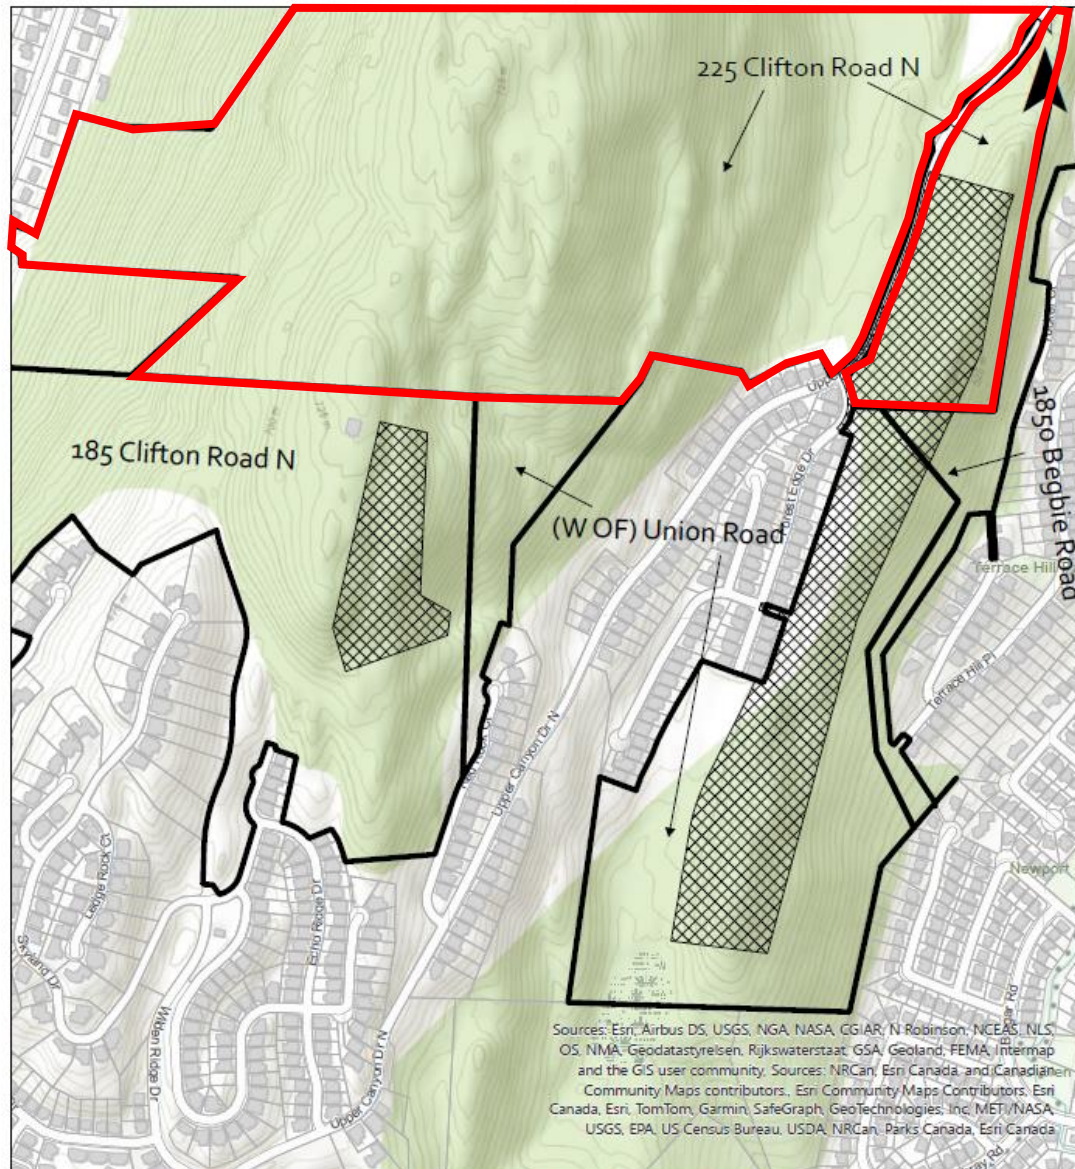 225 Clifton Road N
185 Clifton Road N
(W OF) Union Road
1850 Begbie Road
Forest Edge Dr
Terrace Hill
Terrace Hill Pl
Upper Canyon Dr N
Newport
Ledge Rock Ct
Skyland Dr
Echo Ridge Dr
Wilden Ridge Dr
Upper Canyon Dr N
Sources: Esri, Airbus DS, USGS, NGA, NASA, CGIAR, N Robinson, NCEAS, NLS,
OS, NMA, Geodatastyrelsen, Rijkswaterstaat, GSA, Geoland, FEMA, Intermap
and the GIS user community, Sources: NRCan, Esri Canada, and Canadian
Community Maps contributors., Esri Community Maps Contributors, Esri
Canada, Esri, TomTom, Garmin, SafeGraph, GeoTechnologies, Inc, METI/NASA,
USGS, EPA, US Census Bureau, USDA, NRCan, Parks Canada, Esri Canada